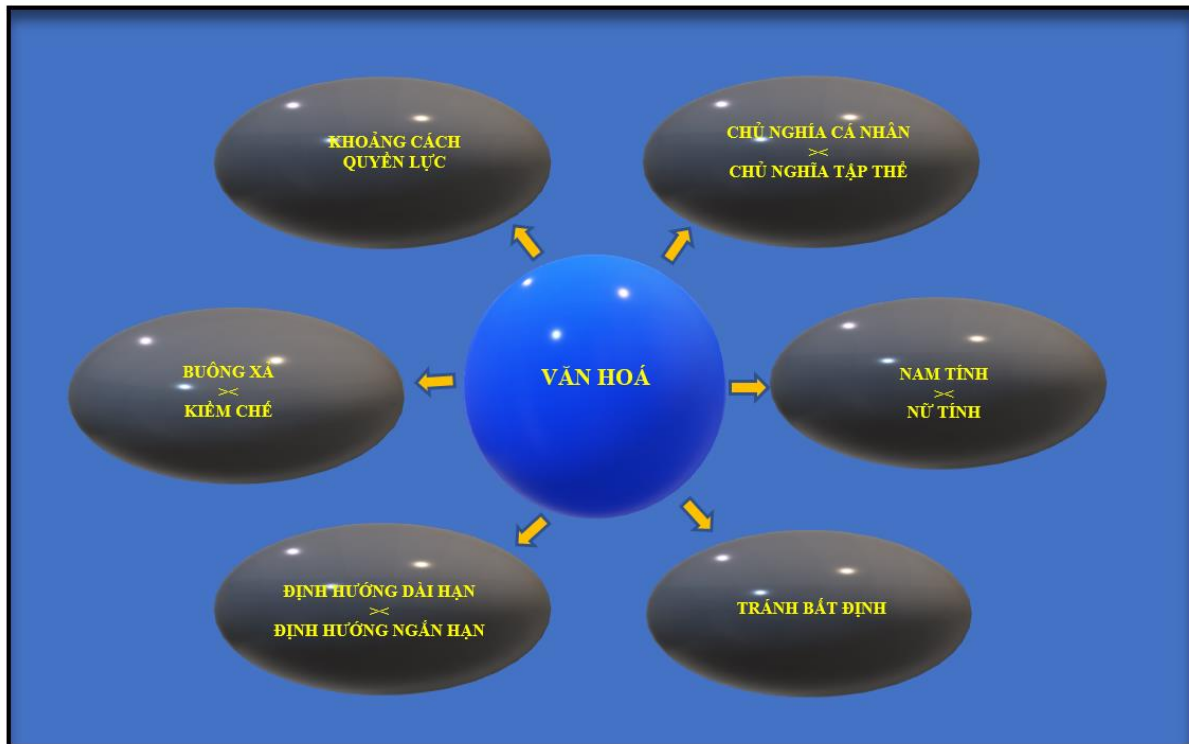 KHOẢNG CÁCH
QUYỀN LỰC
CHỦ NGHÍA CÁ NHÂN
><
CHỦ NGHĨA TẬP THỂ
BUÔNG XẢ
><
KIỀM CHẾ
VĂN HOÁ
NAM TÍNH
><
NỮ TÍNH
ĐỊNH HƯỚNG DÀI HẠN
><
ĐỊNH HƯỚNG NGẮN HẠN
TRÁNH BẤT ĐỊNH